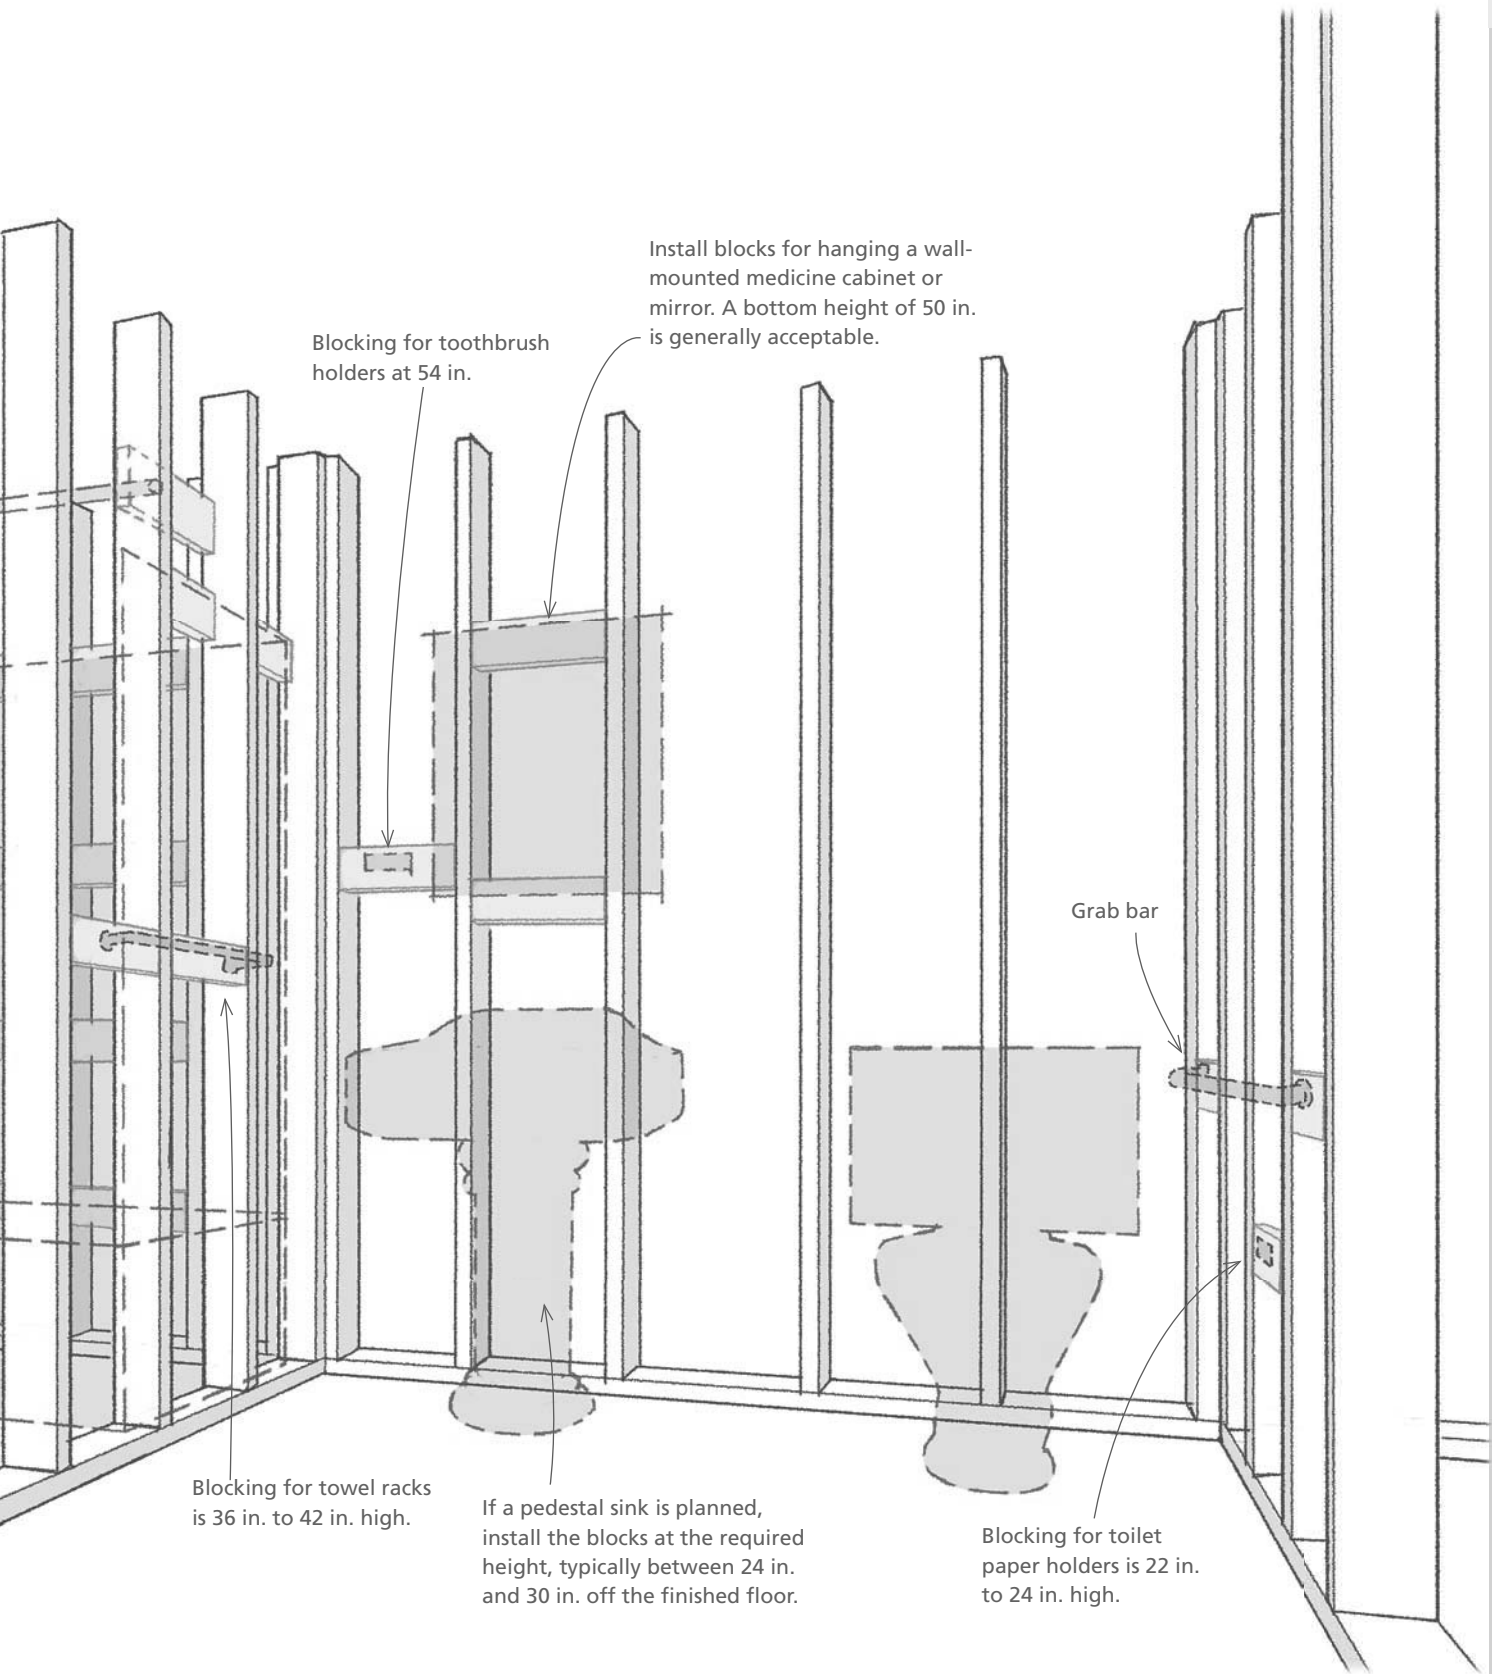 Install blocks for hanging a wall-
mounted medicine cabinet or
mirror. A bottom height of 50 in.
is generally acceptable.
Blocking for toothbrush
holders at 54 in.
Grab bar
Blocking for towel racks
is 36 in. to 42 in. high.
If a pedestal sink is planned,
install the blocks at the required
height, typically between 24 in.
and 30 in. off the finished floor.
Blocking for toilet
paper holders is 22 in.
to 24 in. high.